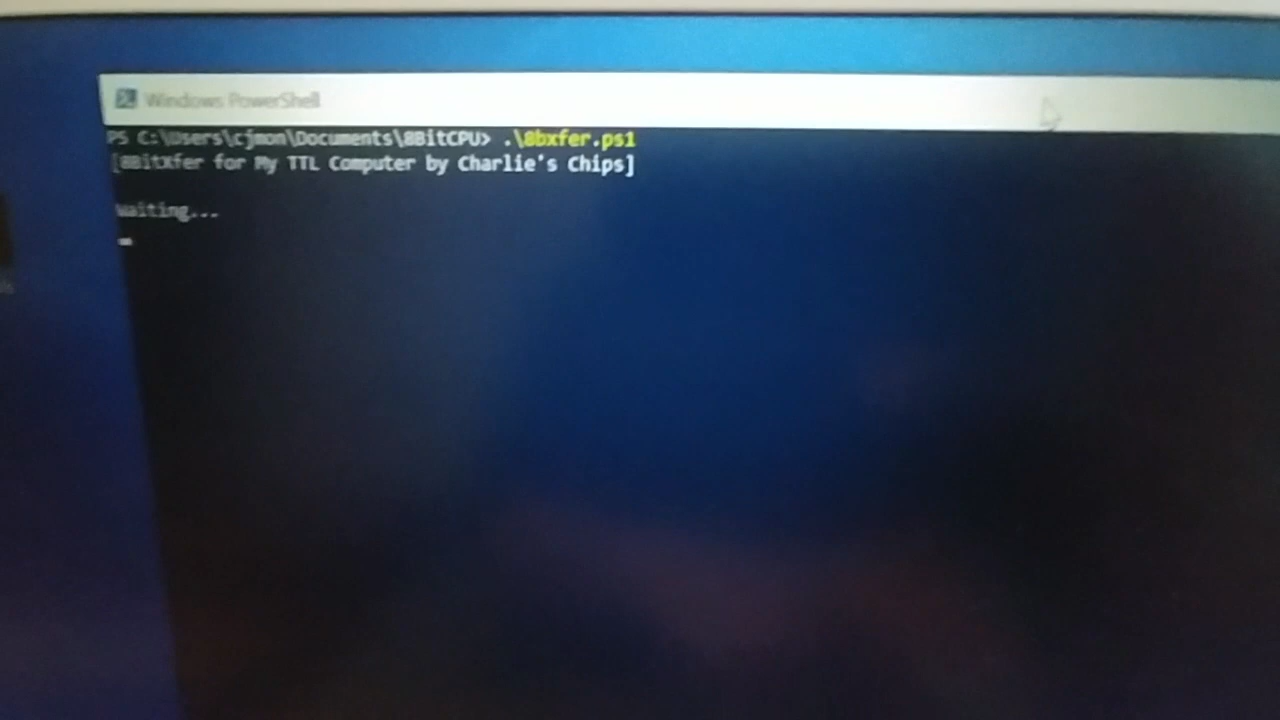 Windows PowerShell
PS C:\Users\cjmon\Documents\8BitCPU> .\8bxfer.ps1
[8BitXfer for My TTL Computer by Charlie's Chips]
Waiting...